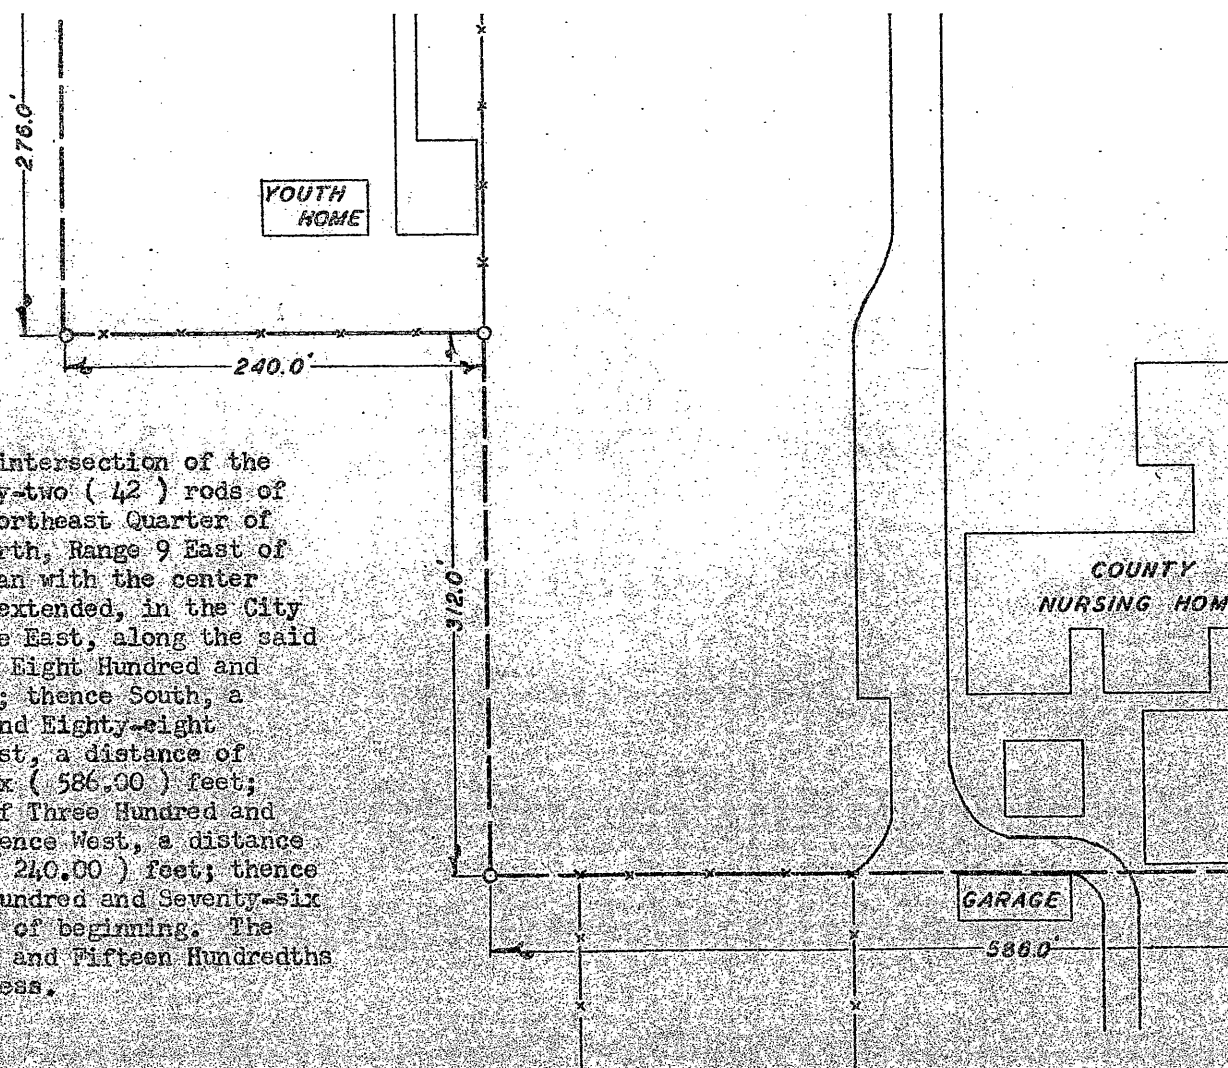 276.0'
YOUTH
HOME
240.0'
intersection of the
y-two ( 42 ) rods of
ortheast Quarter of
rth, Range 9 East of
an with the center
extended, in the City
e East, along the said
Eight Hundred and
; thence South, a
nd Eighty-eight
st, a distance of
x ( 586.00 ) feet;
f Three Hundred and
ence West, a distance
240.00 ) feet; thence
undred and Seventy-six
of beginning. The
and Fifteen Hundredths
ess.
312.0'
COUNTY
NURSING HOM
GARAGE
586.0'